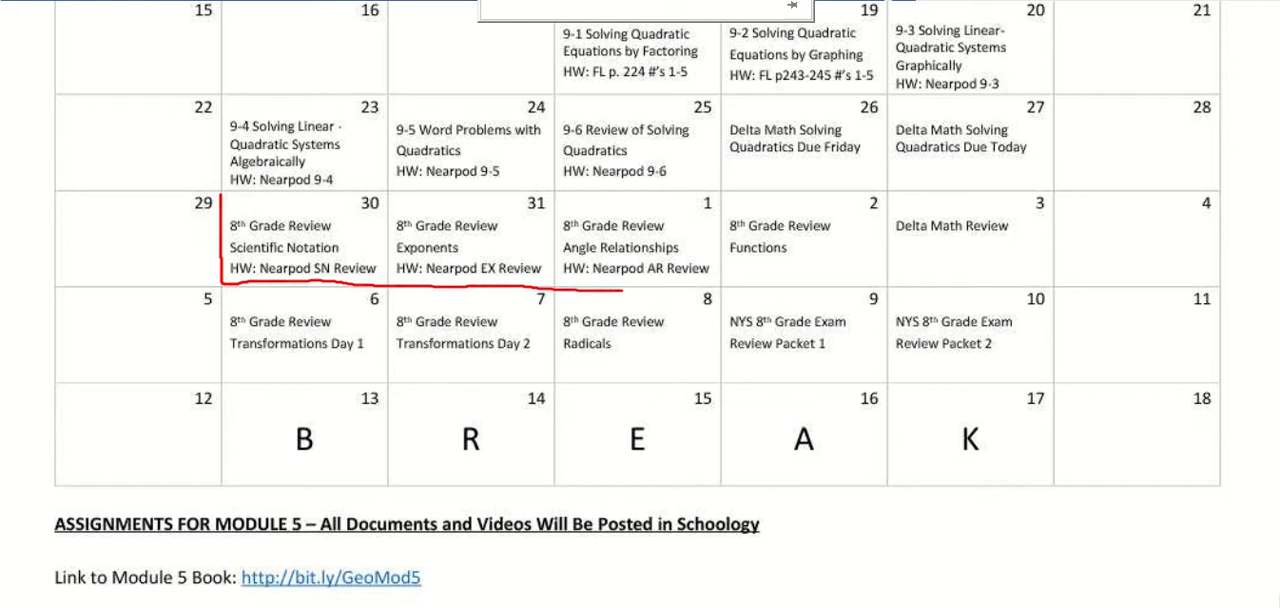 15 16 19 20 21
9-1 Solving Quadratic
Equations by Factoring
HW: FL p. 224 #'s 1-5
9-2 Solving Quadratic
Equations by Graphing
HW: FL p243-245 #'s 1-5
9-3 Solving Linear-
Quadratic Systems
Graphically
HW: Nearpod 9-3
22 23 24 25 26 27 28
9-4 Solving Linear -
Quadratic Systems
Algebraically
HW: Nearpod 9-4
9-5 Word Problems with
Quadratics
HW: Nearpod 9-5
9-6 Review of Solving
Quadratics
HW: Nearpod 9-6
Delta Math Solving
Quadratics Due Friday
Delta Math Solving
Quadratics Due Today
29 30 31 1 2 3 4
8th Grade Review
Scientific Notation
HW: Nearpod SN Review
8th Grade Review
Exponents
HW: Nearpod EX Review
8th Grade Review
Angle Relationships
HW: Nearpod AR Review
8th Grade Review
Functions
Delta Math Review
5 6 7 8 9 10 11
8th Grade Review
Transformations Day 1
8th Grade Review
Transformations Day 2
8th Grade Review
Radicals
NYS 8th Grade Exam
Review Packet 1
NYS 8th Grade Exam
Review Packet 2
12 13 14 15 16 17 18
B R E A K
ASSIGNMENTS FOR MODULE 5 – All Documents and Videos Will Be Posted in Schoology
Link to Module 5 Book: http://bit.ly/GeoMod5